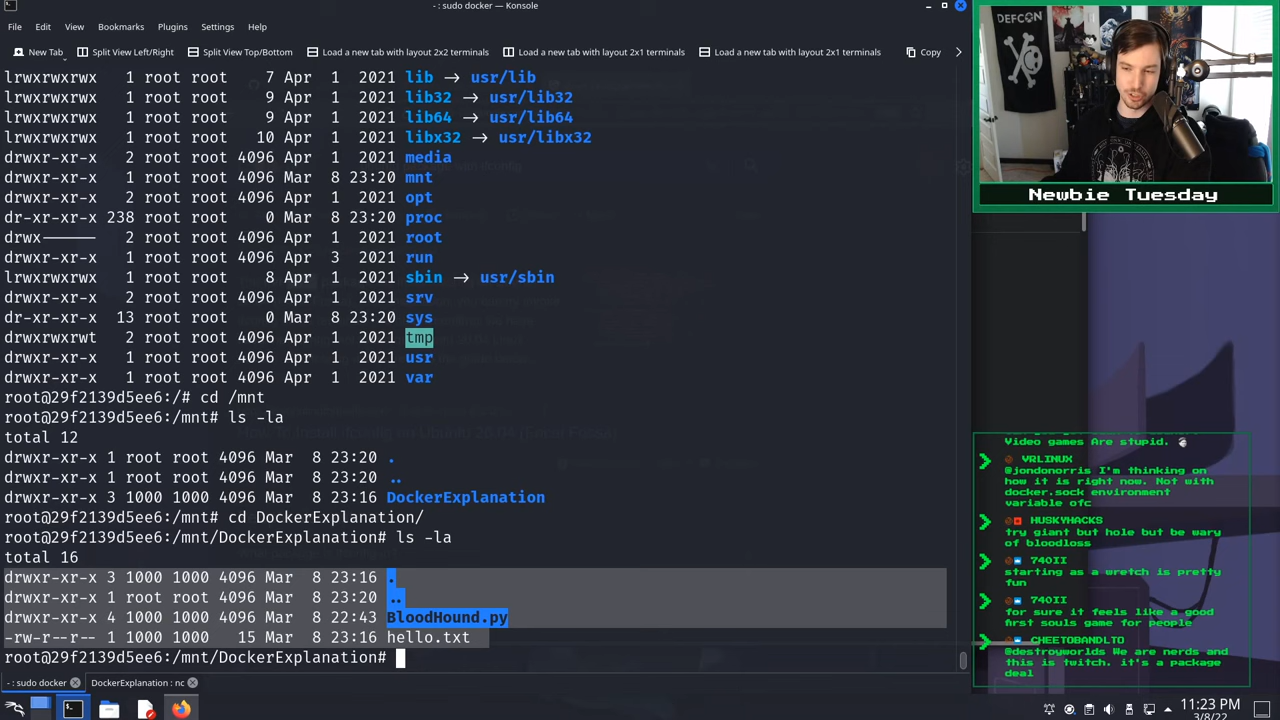 - : sudo docker — Konsole
File Edit View Bookmarks Plugins Settings Help
New Tab Split View Left/Right Split View Top/Bottom Load a new tab with layout 2x2 terminals Load a new tab with layout 2x1 terminals Load a new tab with layout 2x1 terminals Copy
lrwxrwxrwx 1 root root 7 Apr 1 2021 lib -> usr/lib
lrwxrwxrwx 1 root root 9 Apr 1 2021 lib32 -> usr/lib32
lrwxrwxrwx 1 root root 9 Apr 1 2021 lib64 -> usr/lib64
lrwxrwxrwx 1 root root 10 Apr 1 2021 libx32 -> usr/libx32
drwxr-xr-x 2 root root 4096 Apr 1 2021 media
drwxr-xr-x 1 root root 4096 Mar 8 23:20 mnt
drwxr-xr-x 2 root root 4096 Apr 1 2021 opt
dr-xr-xr-x 238 root root 0 Mar 8 23:20 proc
drwx------ 2 root root 4096 Apr 1 2021 root
drwxr-xr-x 1 root root 4096 Apr 3 2021 run
lrwxrwxrwx 1 root root 8 Apr 1 2021 sbin -> usr/sbin
drwxr-xr-x 2 root root 4096 Apr 1 2021 srv
dr-xr-xr-x 13 root root 0 Mar 8 23:20 sys
drwxrwxrwt 2 root root 4096 Apr 1 2021 tmp
drwxr-xr-x 1 root root 4096 Apr 1 2021 usr
drwxr-xr-x 1 root root 4096 Apr 1 2021 var
root@29f2139d5ee6:/# cd /mnt
root@29f2139d5ee6:/mnt# ls -la
total 12
drwxr-xr-x 1 root root 4096 Mar 8 23:20 .
drwxr-xr-x 1 root root 4096 Mar 8 23:20 ..
drwxr-xr-x 3 1000 1000 4096 Mar 8 23:16 DockerExplanation
root@29f2139d5ee6:/mnt# cd DockerExplanation/
root@29f2139d5ee6:/mnt/DockerExplanation# ls -la
total 16
drwxr-xr-x 3 1000 1000 4096 Mar 8 23:16 .
drwxr-xr-x 1 root root 4096 Mar 8 23:20 ..
drwxr-xr-x 4 1000 1000 4096 Mar 8 23:43 BloodHound.py
-rw-r--r-- 1 1000 1000 15 Mar 8 23:16 hello.txt
root@29f2139d5ee6:/mnt/DockerExplanation#
- : sudo docker DockerExplanation : nc
DEFCON
Newbie Tuesday
Video games Are stupid.
VRLINUX
@jondonorris I'm thinking on
how it is right now. Not with
docker.sock environment
variable ofc
HUSKYHACKS
try giant but hole but be wary
of bloodloss
740II
starting as a wretch is pretty
fun
740II
for sure it feels like a good
first souls game for people
CHEETOBANDLTO
@destroyworlds We are nerds and
this is twitch. it's a package
deal
11:23 PM
3/8/22